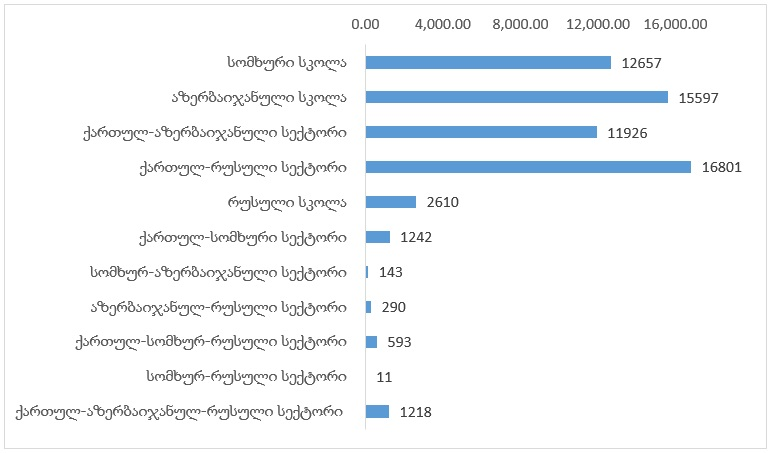 0.00 4,000.00 8,000.00 12,000.00 16,000.00
სომხური სკოლა 12657
აზერბაიჯანული სკოლა 15597
ქართულ-აზერბაიჯანული სექტორი 11926
ქართულ-რუსული სექტორი 16801
რუსული სკოლა 2610
ქართულ-სომხური სექტორი 1242
სომხურ-აზერბაიჯანული სექტორი 143
აზერბაიჯანულ-რუსული სექტორი 290
ქართულ-სომხურ-რუსული სექტორი 593
სომხურ-რუსული სექტორი 11
ქართულ-აზერბაიჯანულ-რუსული სექტორი 1218